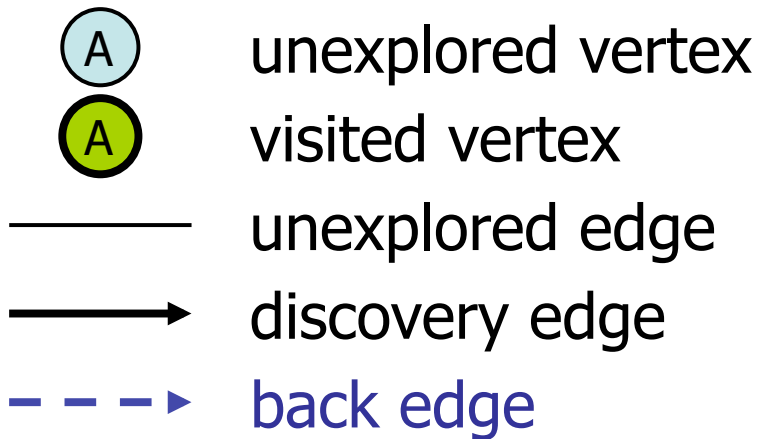 A unexplored vertex
A visited vertex
unexplored edge
discovery edge
back edge